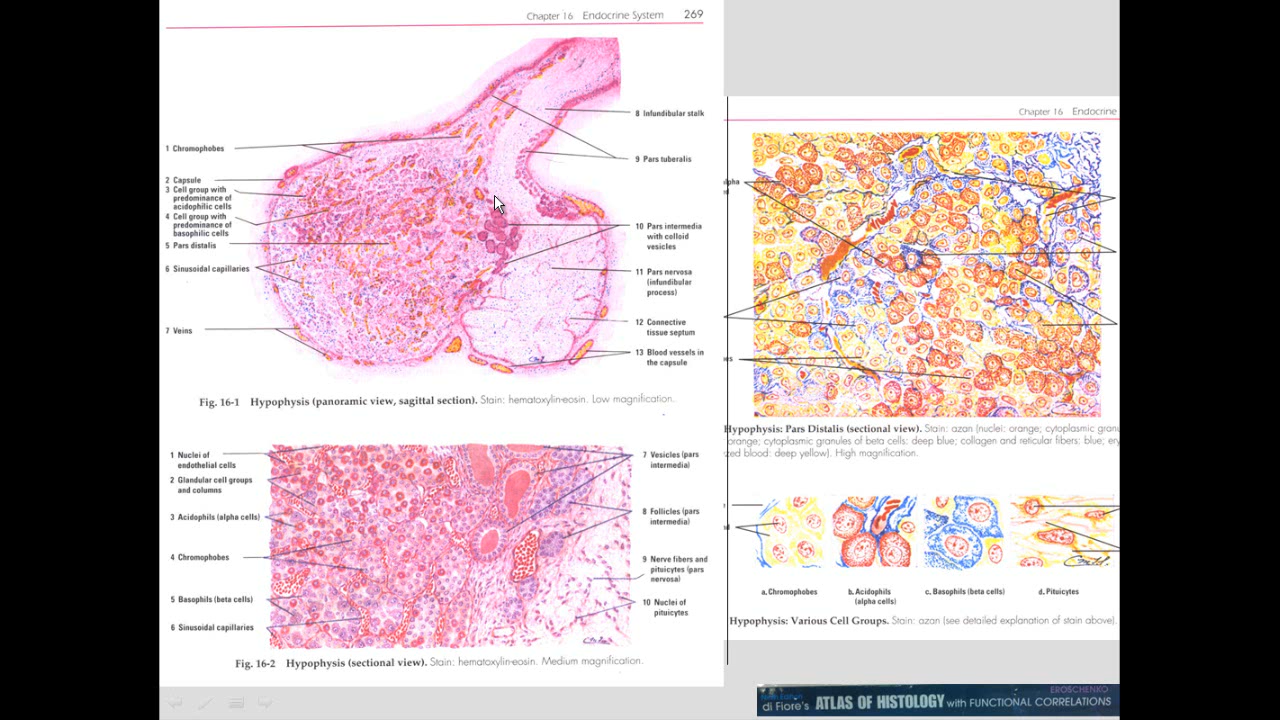 Chapter 16 Endocrine System 269
1 Chromophobes
2 Capsule
3 Cell group with
predominance of
acidophilic cells
4 Cell group with
predominance of
basophilic cells
5 Pars distalis
6 Sinusoidal capillaries
7 Veins
8 Infundibular stalk
9 Pars tuberalis
10 Pars intermedia
with colloid
vesicles
11 Pars nervosa
(infundibular
process)
12 Connective
tissue septum
13 Blood vessels in
the capsule
Fig. 16-1 Hypophysis (panoramic view, sagittal section). Stain: hematoxylin-eosin. Low magnification.
1 Nuclei of
endothelial cells
2 Glandular cell groups
and columns
3 Acidophils (alpha cells)
4 Chromophobes
5 Basophils (beta cells)
6 Sinusoidal capillaries
7 Vesicles (pars
intermedia)
8 Follicles (pars
intermedia)
9 Nerve fibers and
pituicytes (pars
nervosa)
10 Nuclei of
pituicytes
Fig. 16-2 Hypophysis (sectional view). Stain: hematoxylin-eosin. Medium magnification.
Chapter 16 Endocrine
alpha
es
Hypophysis: Pars Distalis (sectional view). Stain: azan (nuclei: orange; cytoplasmic granu
orange; cytoplasmic granules of beta cells: deep blue; collagen and reticular fibers: blue; ery
zed blood: deep yellow). High magnification.
a. Chromophobes
b. Acidophils
(alpha cells)
c. Basophils (beta cells)
d. Pituicytes
Hypophysis: Various Cell Groups. Stain: azan (see detailed explanation of stain above).
EROSCHENKO
di Fiore's ATLAS OF HISTOLOGY with FUNCTIONAL CORRELATIONS